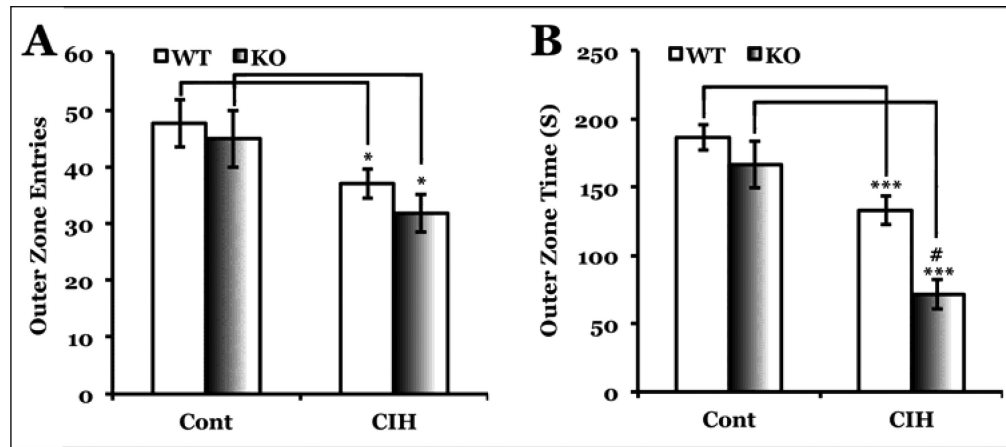 A
WT KO
Outer Zone Entries
60
50
40
30
20
10
0
*
*
Cont CIH
B
WT KO
Outer Zone Time (S)
250
200
150
100
50
0
***
#
***
Cont CIH